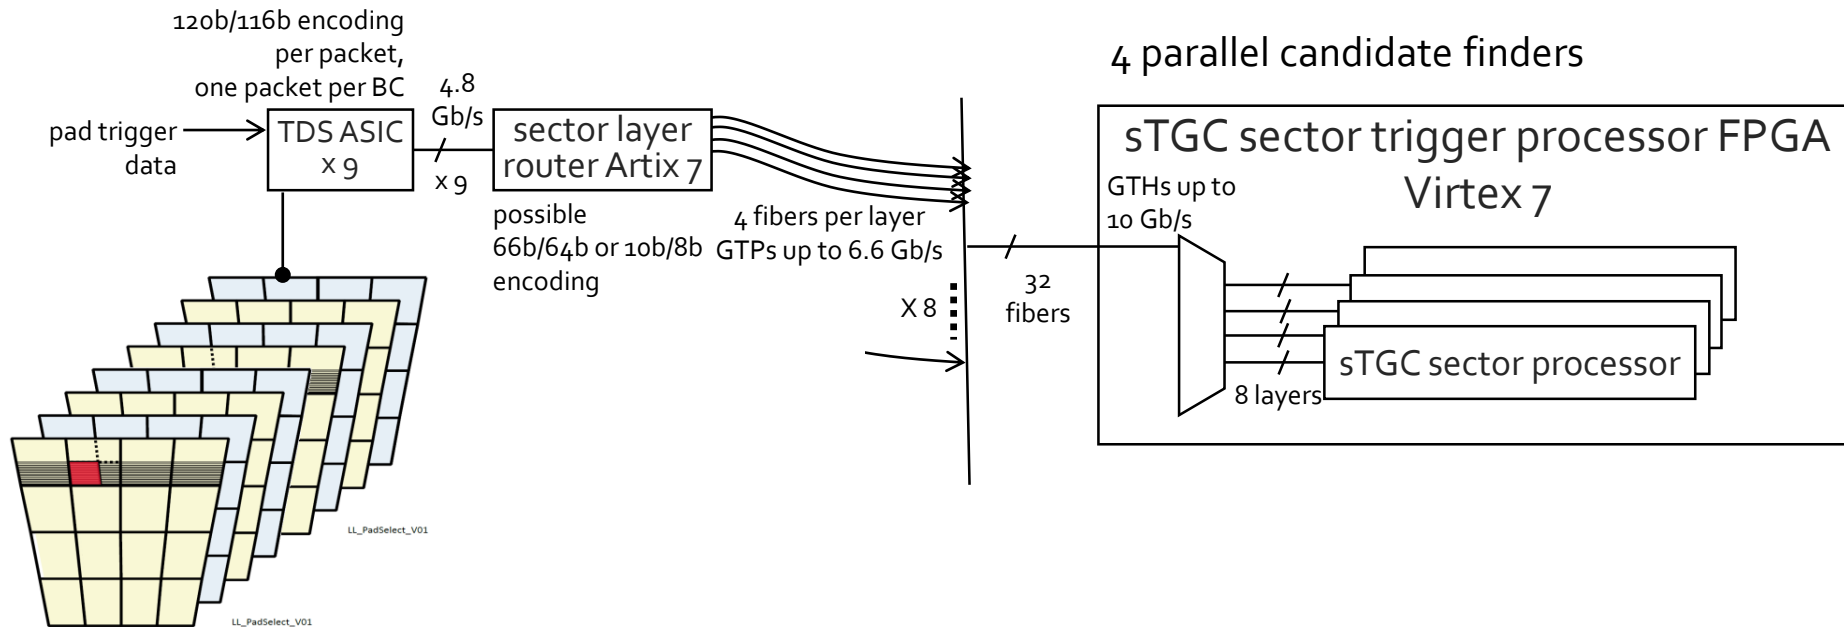 120b/116b encoding
per packet,
one packet per BC
pad trigger
data
TDS ASIC
x 9
4.8
Gb/s
x 9
sector layer
router Artix 7
possible
66b/64b or 10b/8b
encoding
4 fibers per layer
GTPs up to 6.6 Gb/s
X 8
32
fibers
4 parallel candidate finders
sTGC sector trigger processor FPGA
Virtex 7
GTHs up to
10 Gb/s
8 layers
sTGC sector processor
LL_PadSelect_V01
LL_PadSelect_V01